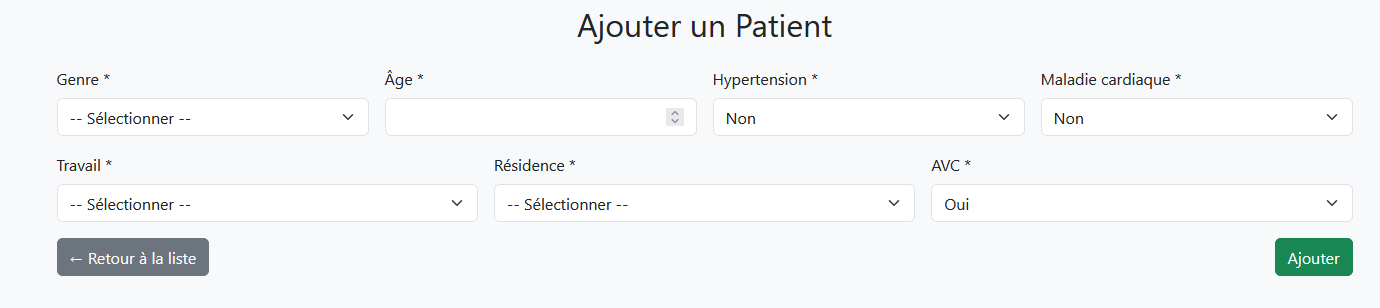 Ajouter un Patient
Genre * Âge * Hypertension * Maladie cardiaque *
-- Sélectionner -- Non Non
Travail * Résidence * AVC *
-- Sélectionner -- -- Sélectionner -- Oui
← Retour à la liste Ajouter